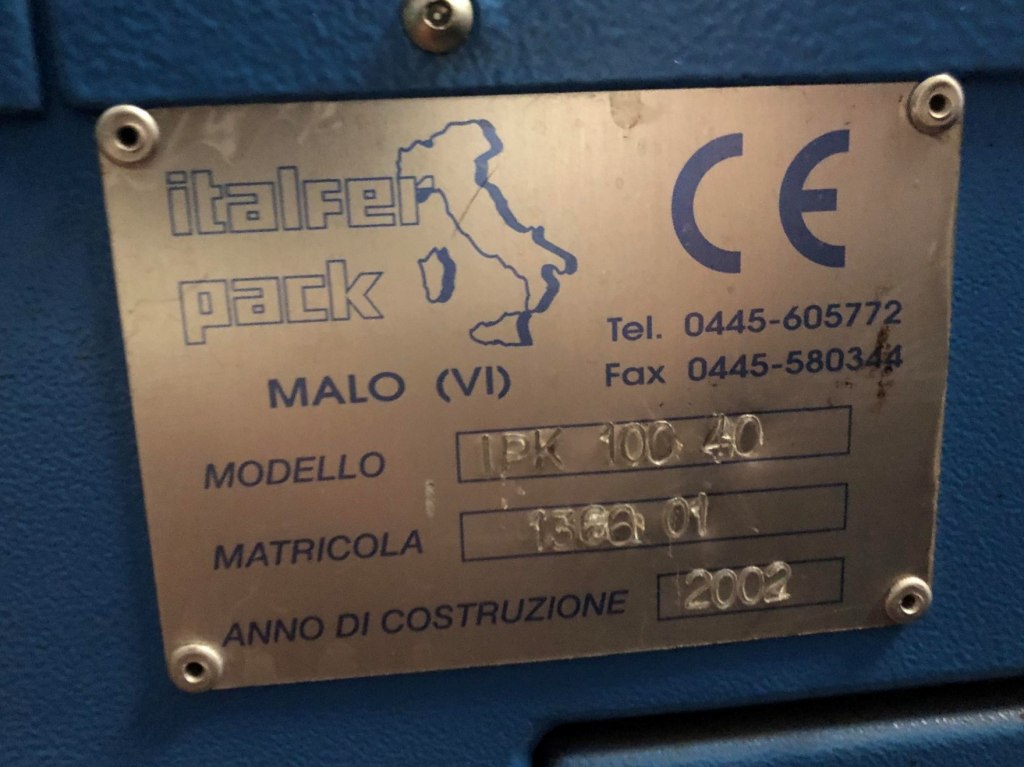 italfer
pack
CE
Tel. 0445-605772
Fax 0445-580344
MALO (VI)
MODELLO IPK 100 40
MATRICOLA 01
ANNO DI COSTRUZIONE 2002